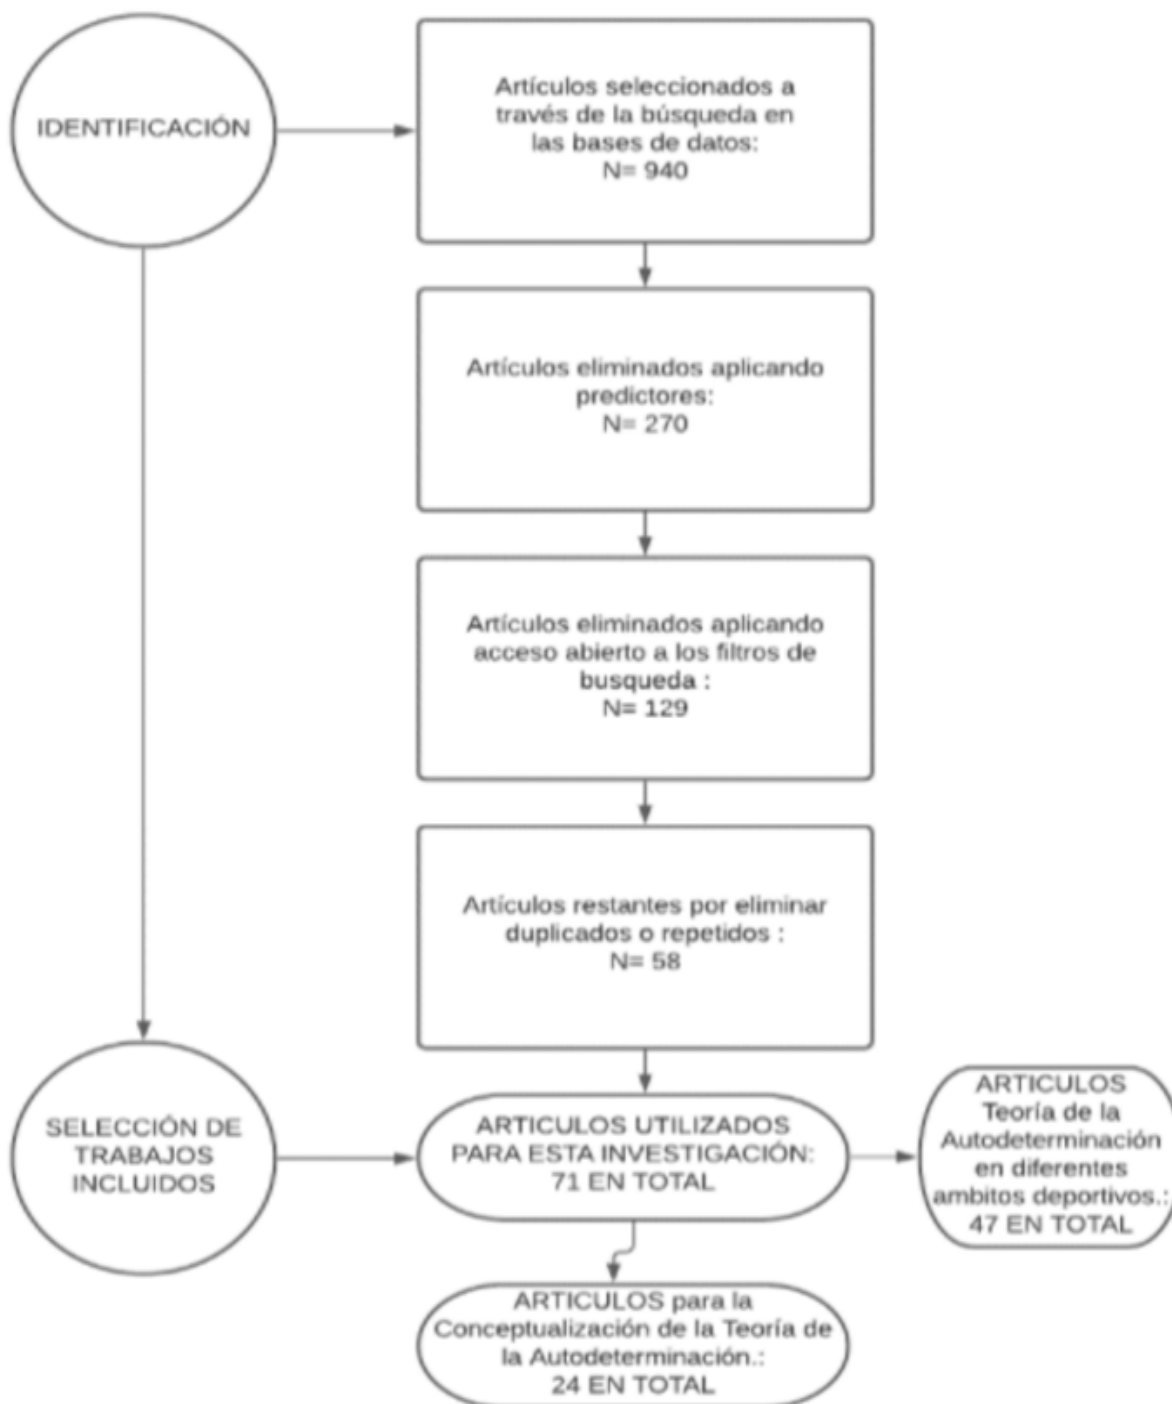 IDENTIFICACIÓN
Artículos seleccionados a
través de la búsqueda en
las bases de datos:
N= 940
Artículos eliminados aplicando
predictores:
N= 270
Artículos eliminados aplicando
acceso abierto a los filtros de
busqueda :
N= 129
Artículos restantes por eliminar
duplicados o repetidos :
N= 58
SELECCIÓN DE
TRABAJOS
INCLUIDOS
ARTICULOS UTILIZADOS
PARA ESTA INVESTIGACIÓN:
71 EN TOTAL
ARTICULOS
Teoría de la
Autodeterminación
en diferentes
ambitos deportivos.:
47 EN TOTAL
ARTICULOS para la
Conceptualización de la Teoría de
la Autodeterminación.:
24 EN TOTAL